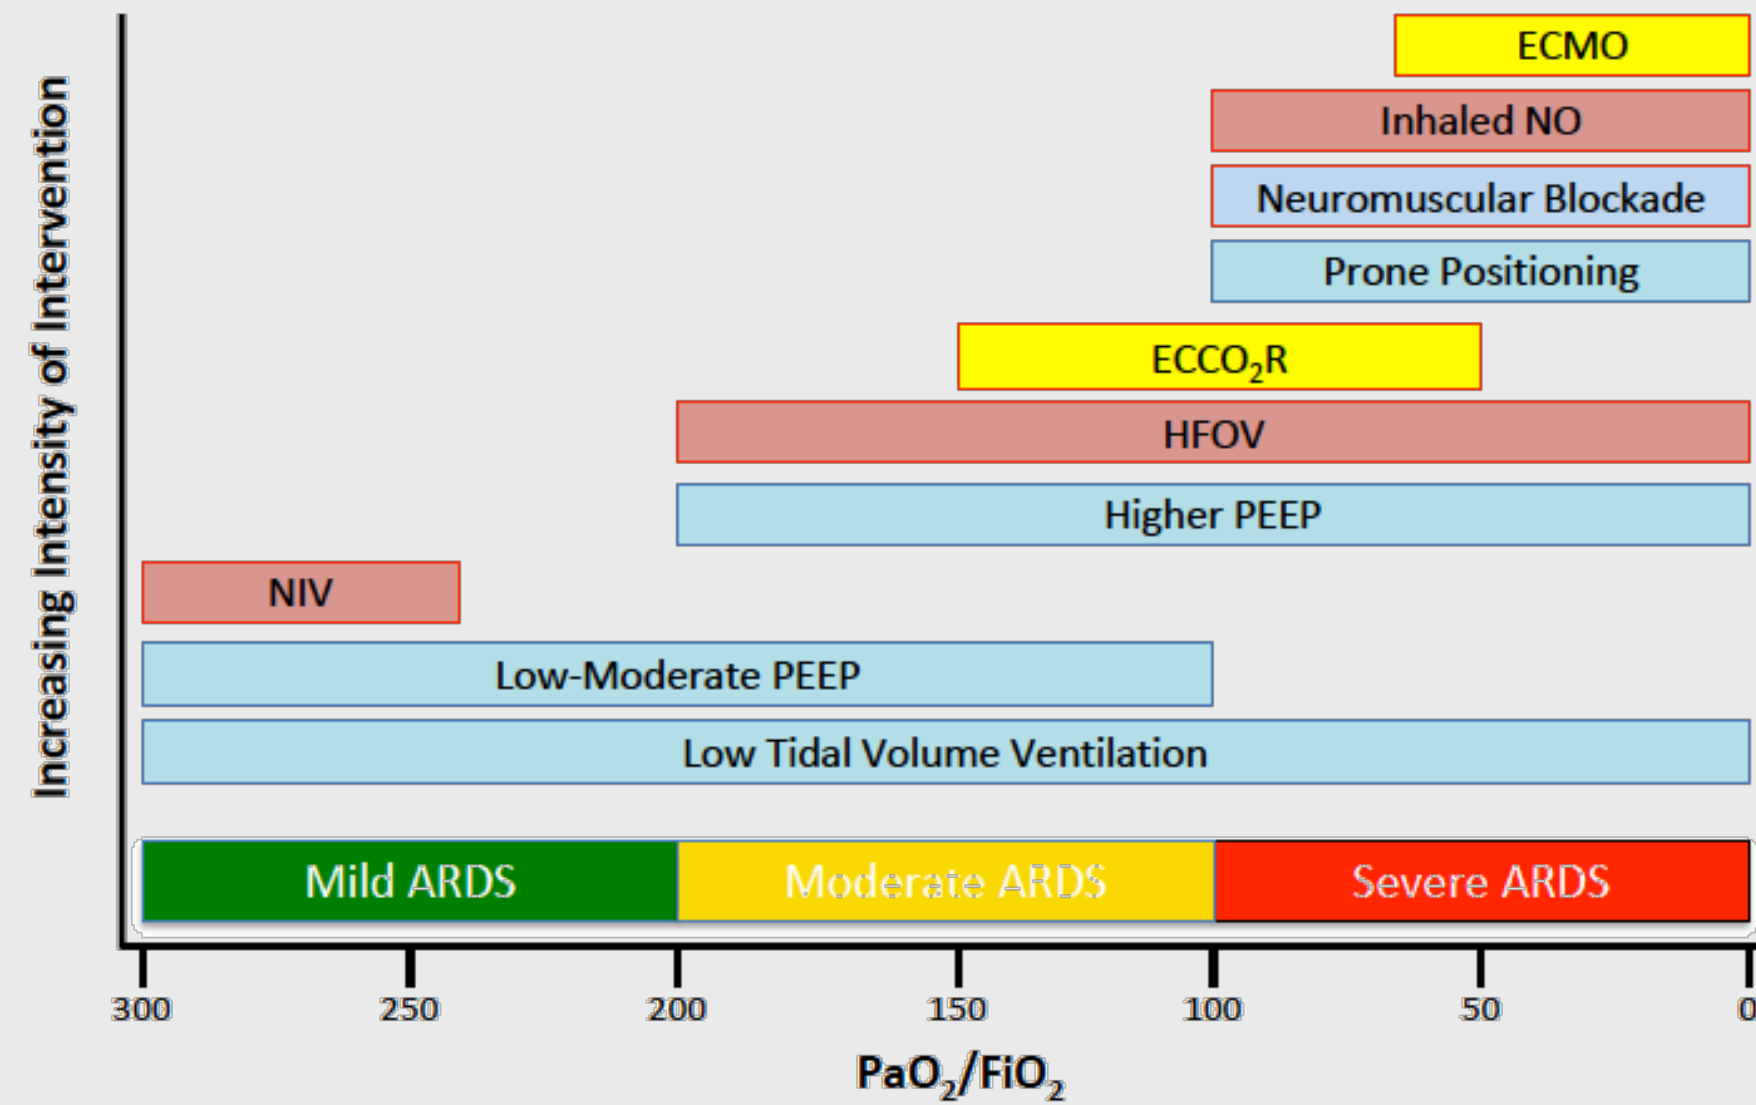 Increasing Intensity of Intervention
ECMO
Inhaled NO
Neuromuscular Blockade
Prone Positioning
ECCO₂R
HFOV
Higher PEEP
NIV
Low-Moderate PEEP
Low Tidal Volume Ventilation
Mild ARDS Moderate ARDS Severe ARDS
300 250 200 150 100 50 0
PaO₂/FiO₂